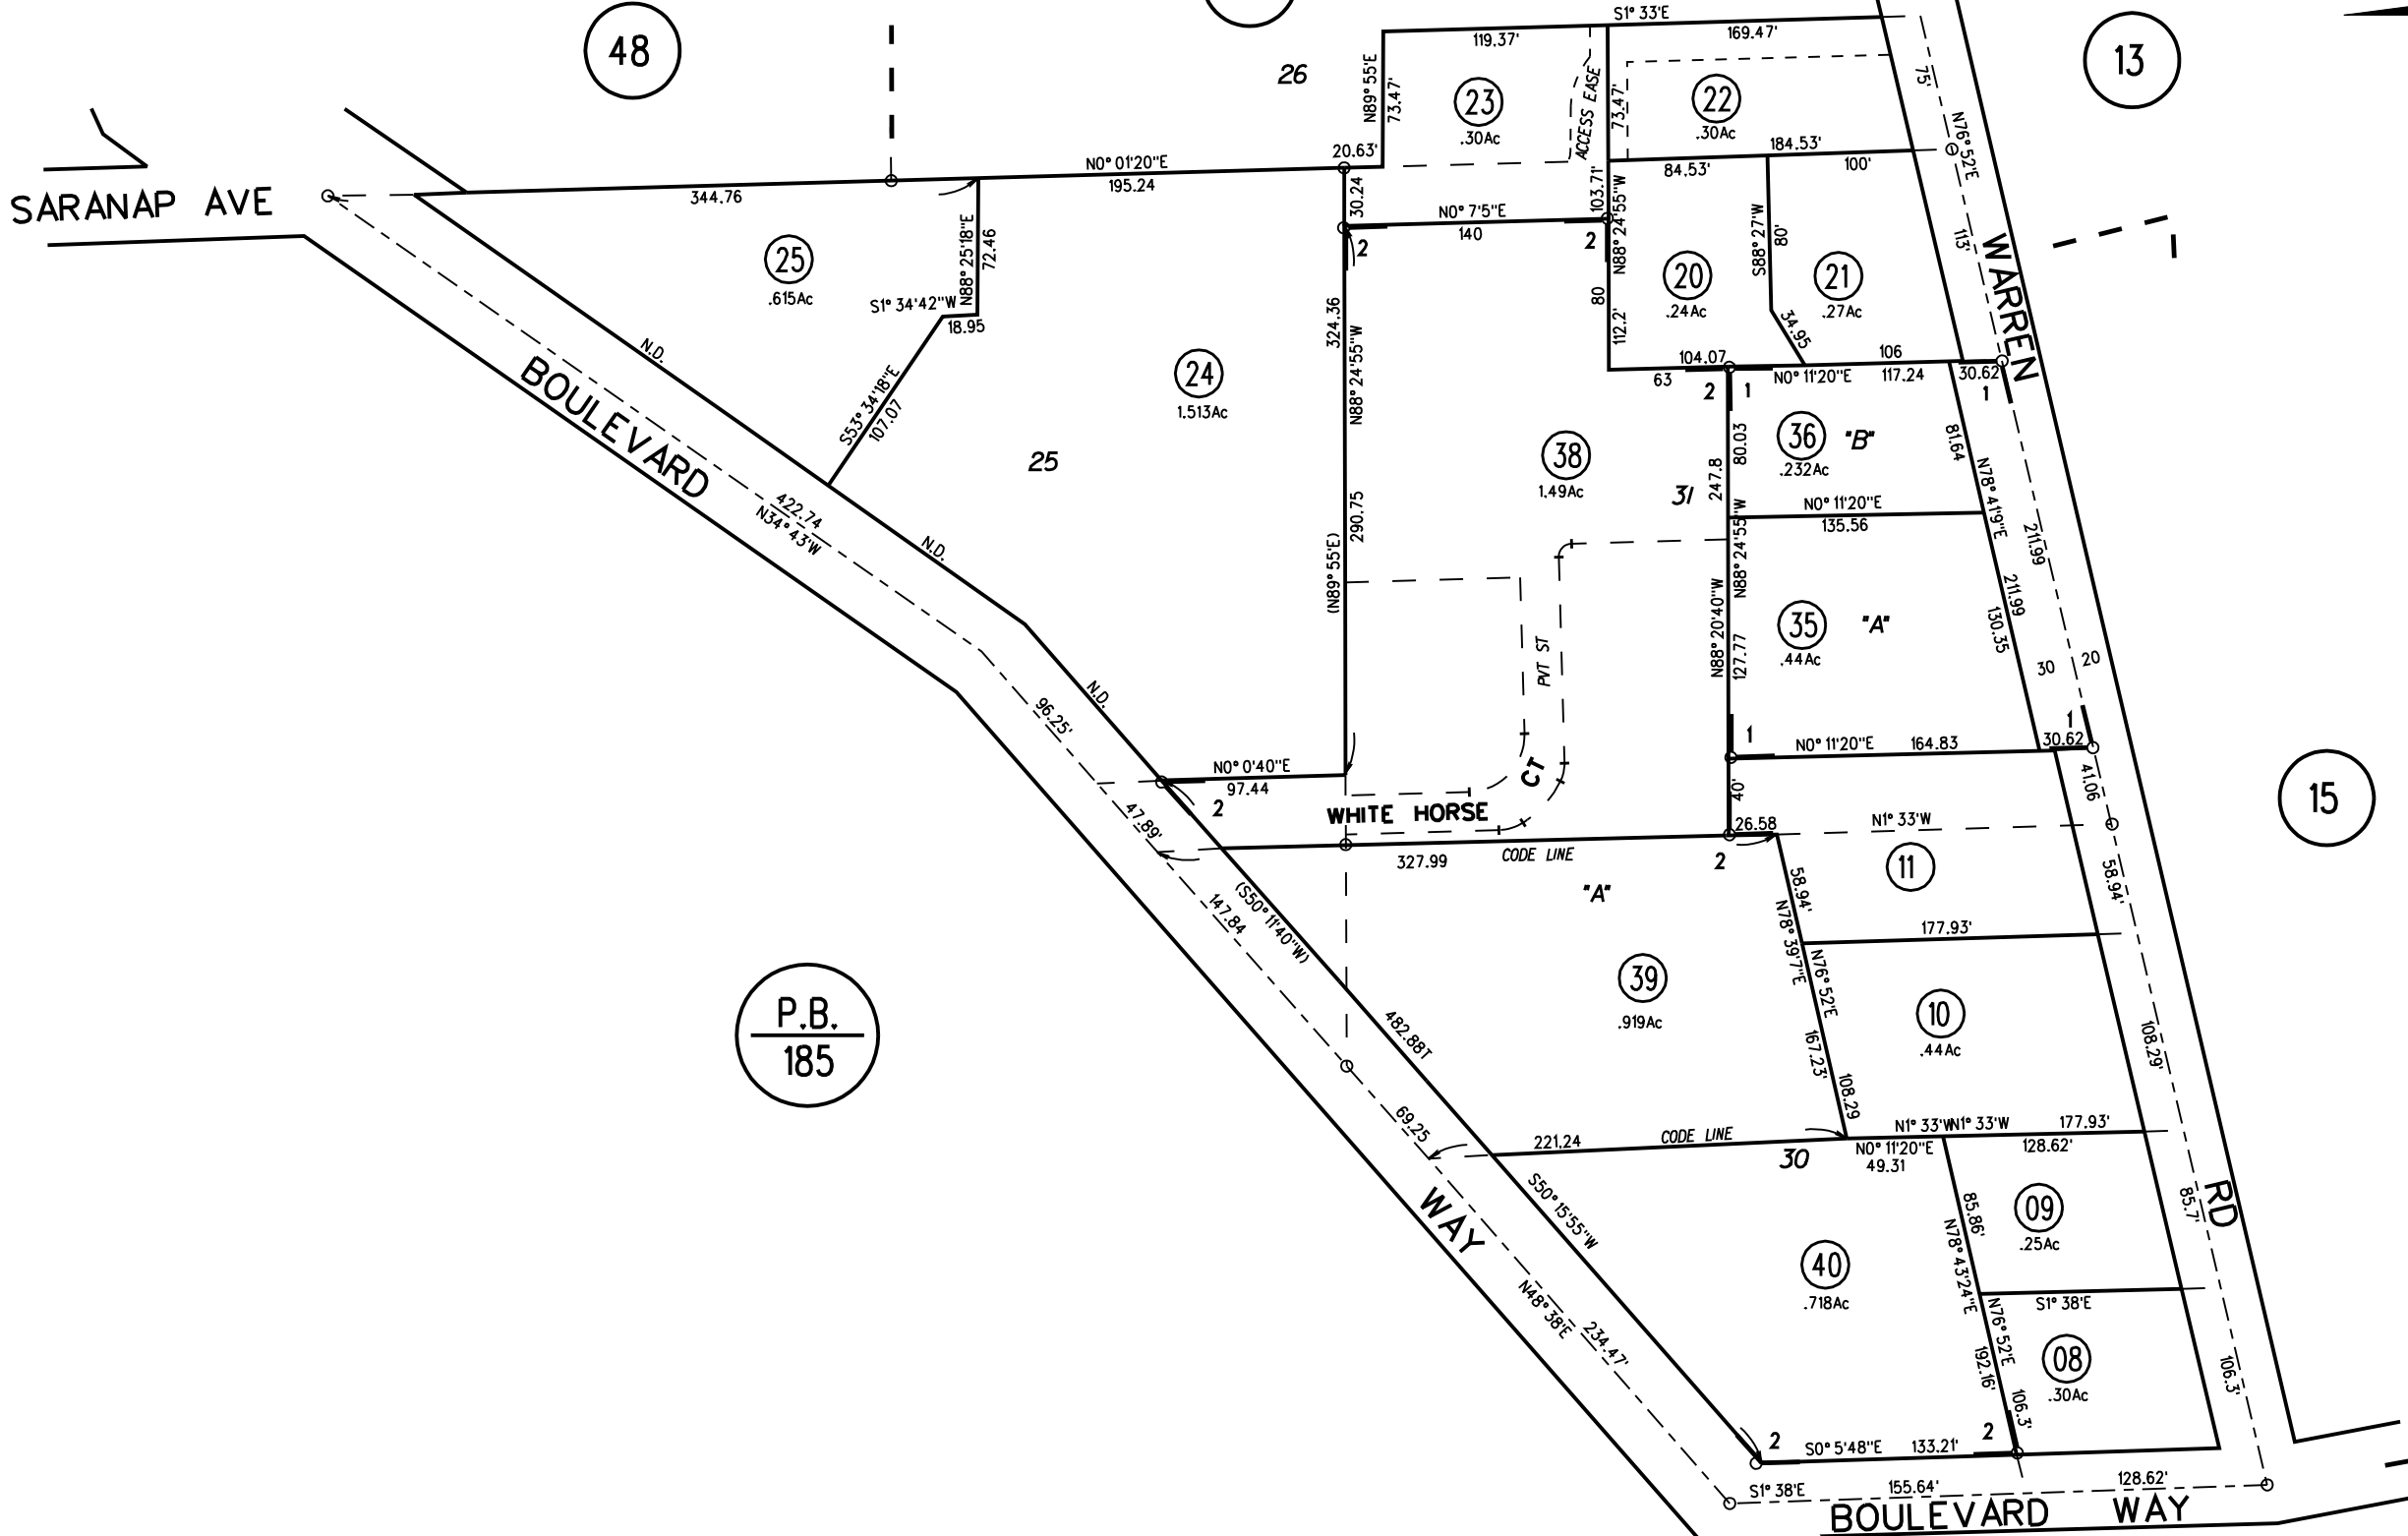 48
13
15
P.B.
185
SARANAP AVE
BOULEVARD
WAY
BOULEVARD WAY
WARREN
RD
WHITE HORSE
CT
PVT ST
344.76
N0° 01'20"E
195.24
20.63'
26
25
.615Ac
N88° 25'18"E
72.46
S1° 34'42"W
18.95
S53° 34'18"E
107.07
N.D.
N.D.
N.D.
422.74
N34° 43'W
96.25'
47.89'
147.84
69.25
N48° 38'E
234.47'
24
1.513Ac
25
N89° 55'E
73.47'
119.37'
23
.30Ac
ACCESS EASE
S1° 33'E
169.47'
73.47'
22
.30Ac
184.53'
84.53'
100'
75'
N76° 52'E
113'
30.24
N0° 7'5"E
140
2
2
103.71'
N88° 24'55"W
80
112.2'
20
.24Ac
S88° 27'W
80'
34.95
21
.27Ac
104.07
63
106
N0° 11'20"E
117.24
30.62
2
1
1
324.36
N88° 24'55"W
290.75
(N89° 55'E)
38
1.49Ac
31
247.8
80.03
36
"B"
.232Ac
81.64
N78° 41'9"E
N0° 11'20"E
135.56
211.99
211.99
130.35
N88° 24'55"W
N88° 20'40"W
127.77
35
"A"
.44Ac
30
20
1
1
N0° 11'20"E
164.83
30.62
N0° 0'40"E
97.44
2
40'
41.06
26.58
N1° 33'W
327.99
CODE LINE
2
"A"
11
58.94'
58.94'
N78° 39'7"E
177.93'
(S50° 11'40"W)
482.88T
39
.919Ac
N76° 52'E
167.23'
108.29
10
.44Ac
108.29'
221.24
CODE LINE
30
N1° 33'W
N1° 33'W
177.93'
N0° 11'20"E
49.31
128.62'
S50° 15'55"W
40
.718Ac
85.86'
N78° 43'24"E
09
.25Ac
85.7'
S1° 38'E
N76° 52'E
192.16'
106.3'
08
.30Ac
106.3'
2
S0° 5'48"E
133.21'
2
S1° 38'E
155.64'
128.62'